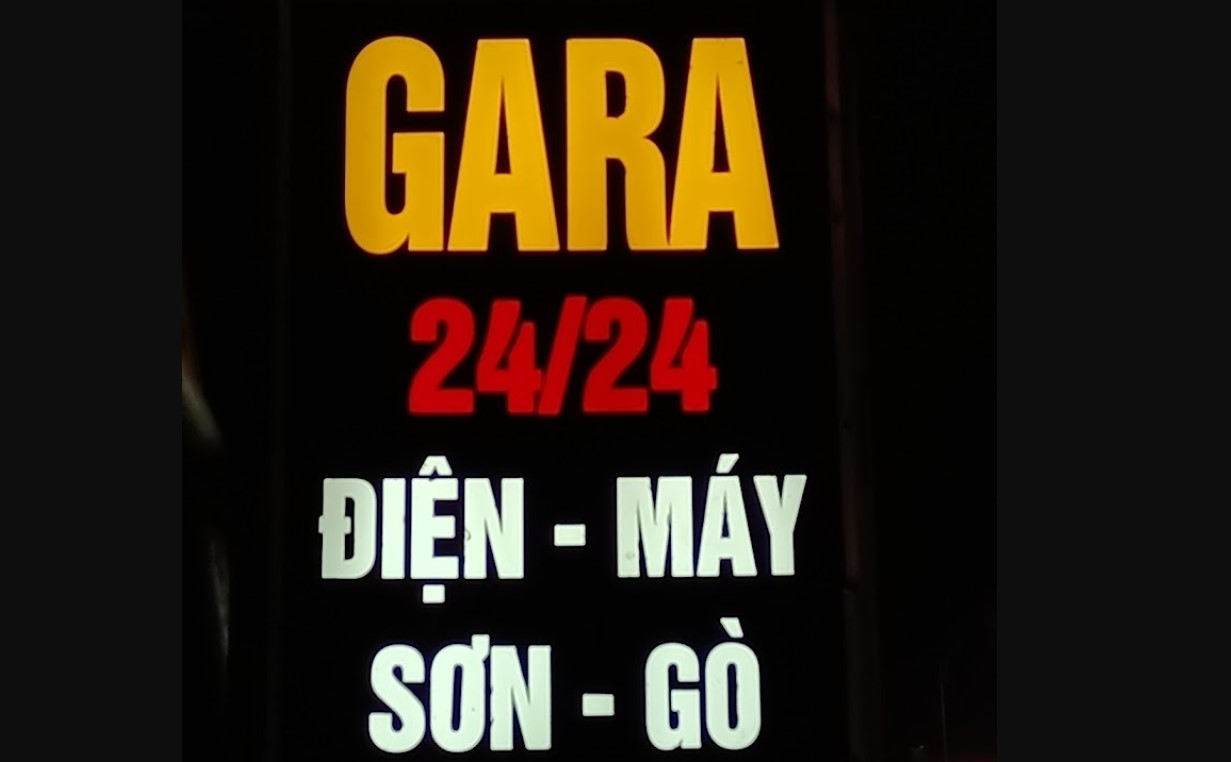 GARA
24/24
ĐIỆN - MÁY
SƠN - GÒ